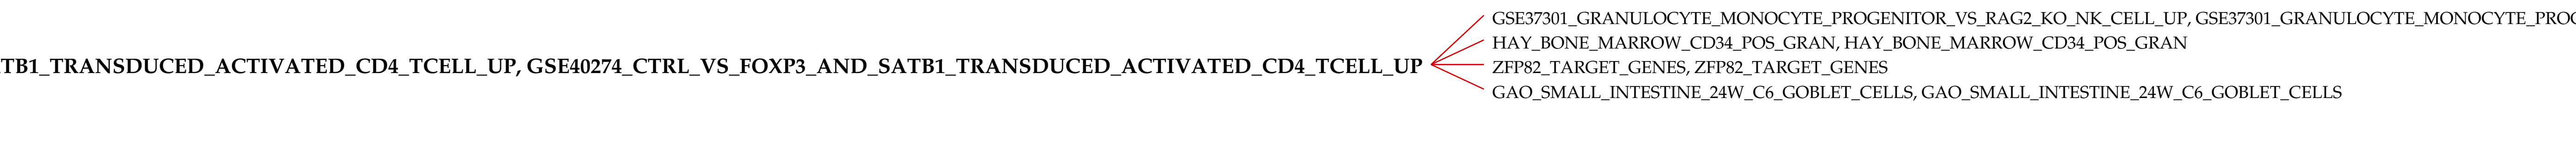 GSE37301_GRANULOCYTE_MONOCYTE_PROGENITOR_VS_RAG2_KO_NK_CELL_UP, GSE37301_GRANULOCYTE_MONOCYTE_PROG
HAY_BONE_MARROW_CD34_POS_GRAN, HAY_BONE_MARROW_CD34_POS_GRAN
TB1_TRANSDUCED_ACTIVATED_CD4_TCELL_UP, GSE40274_CTRL_VS_FOXP3_AND_SATB1_TRANSDUCED_ACTIVATED_CD4_TCELL_UP
ZFP82_TARGET_GENES, ZFP82_TARGET_GENES
GAO_SMALL_INTESTINE_24W_C6_GOBLET_CELLS, GAO_SMALL_INTESTINE_24W_C6_GOBLET_CELLS